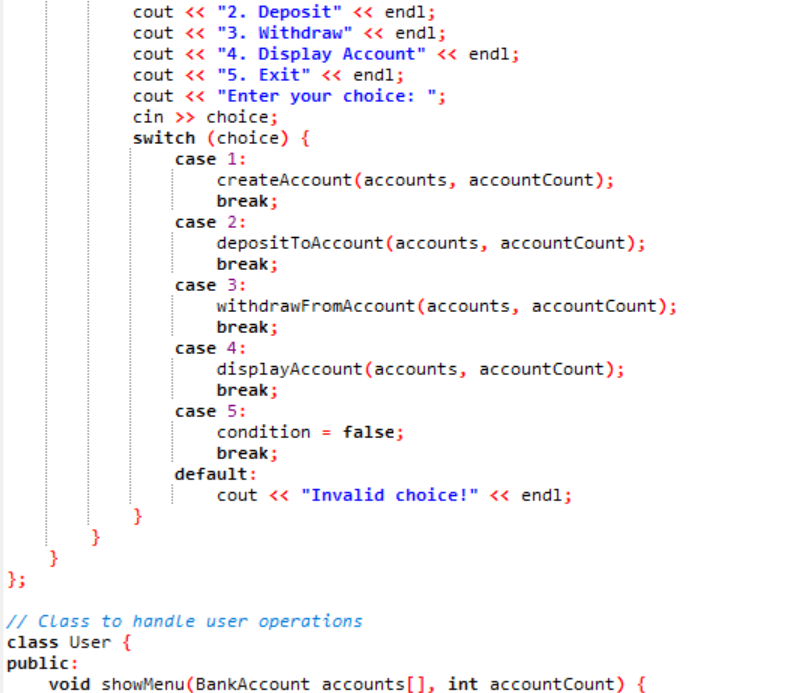 cout << "2. Deposit" << endl;
cout << "3. Withdraw" << endl;
cout << "4. Display Account" << endl;
cout << "5. Exit" << endl;
cout << "Enter your choice: ";
cin >> choice;
switch (choice) {
case 1:
createAccount(accounts, accountCount);
break;
case 2:
depositToAccount(accounts, accountCount);
break;
case 3:
withdrawFromAccount(accounts, accountCount);
break;
case 4:
displayAccount(accounts, accountCount);
break;
case 5:
condition = false;
break;
default:
cout << "Invalid choice!" << endl;
}
}
}
};
// Class to handle user operations
class User {
public:
void showMenu(BankAccount accounts[], int accountCount) {